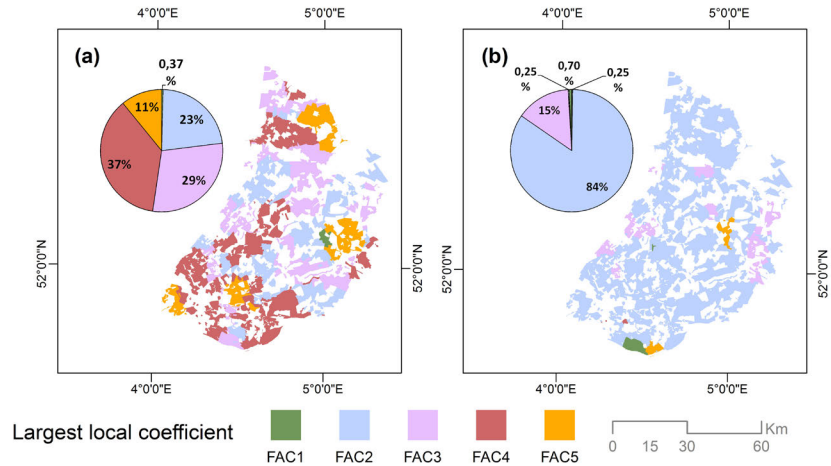 4°0'0"E 5°0'0"E 4°0'0"E 5°0'0"E
(a)
0,37
%
11%
23%
37%
29%
(b)
0,25
%
0,70
%
0,25
%
15%
84%
52°0'0"N
52°0'0"N
52°0'0"N
52°0'0"N
4°0'0"E 5°0'0"E 4°0'0"E 5°0'0"E
Largest local coefficient
FAC1 FAC2 FAC3 FAC4 FAC5
Km
0 15 30 60